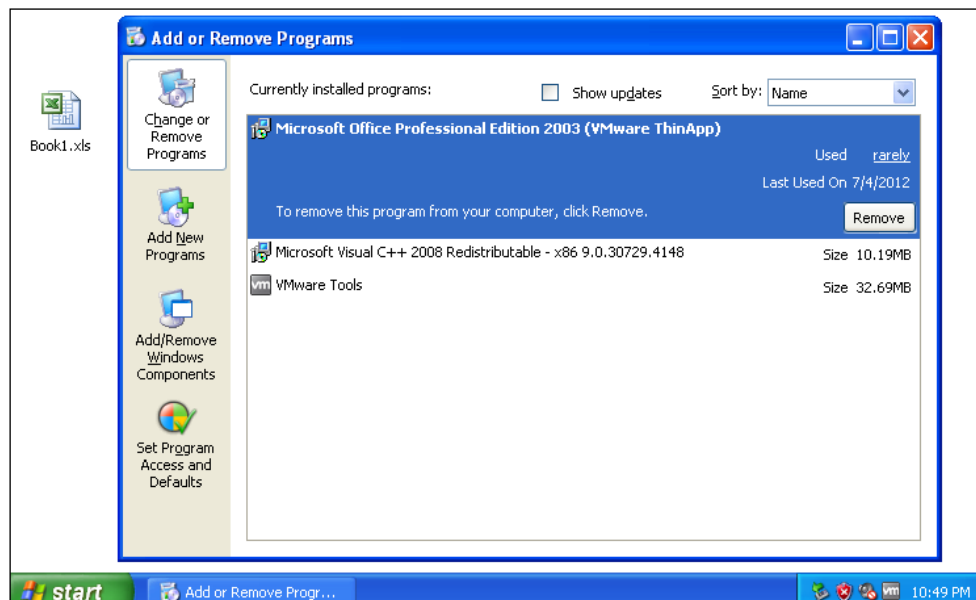 Add or Remove Programs
Book1.xls
Change or
Remove
Programs
Add New
Programs
Add/Remove
Windows
Components
Set Program
Access and
Defaults
Currently installed programs:
Show updates
Sort by: Name
Microsoft Office Professional Edition 2003 (VMware ThinApp)
Used rarely
Last Used On 7/4/2012
To remove this program from your computer, click Remove.
Remove
Microsoft Visual C++ 2008 Redistributable - x86 9.0.30729.4148 Size 10.19MB
vm VMware Tools Size 32.69MB
start
Add or Remove Progr...
vm
10:49 PM